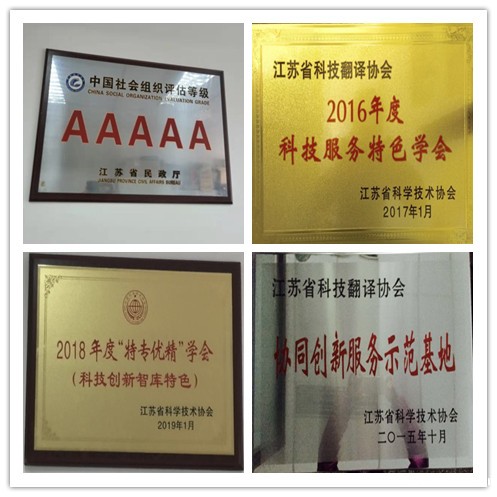 中国社会组织评估等级
CHINA SOCIAL ORGANIZATION EVALUATION GRADE
AAAAA
江苏省民政厅
JIANGSU PROVINCE CIVIL AFFAIRS BUREAU
江苏省科技翻译协会
2016年度
科技服务特色学会
江苏省科学技术协会
2017年1月
2018年度“特专优精”学会
(科技创新智库特色)
江苏省科学技术协会
2019年1月
江苏省科技翻译协会
协同创新服务示范基地
江苏省科学技术协会
二〇一五年十月